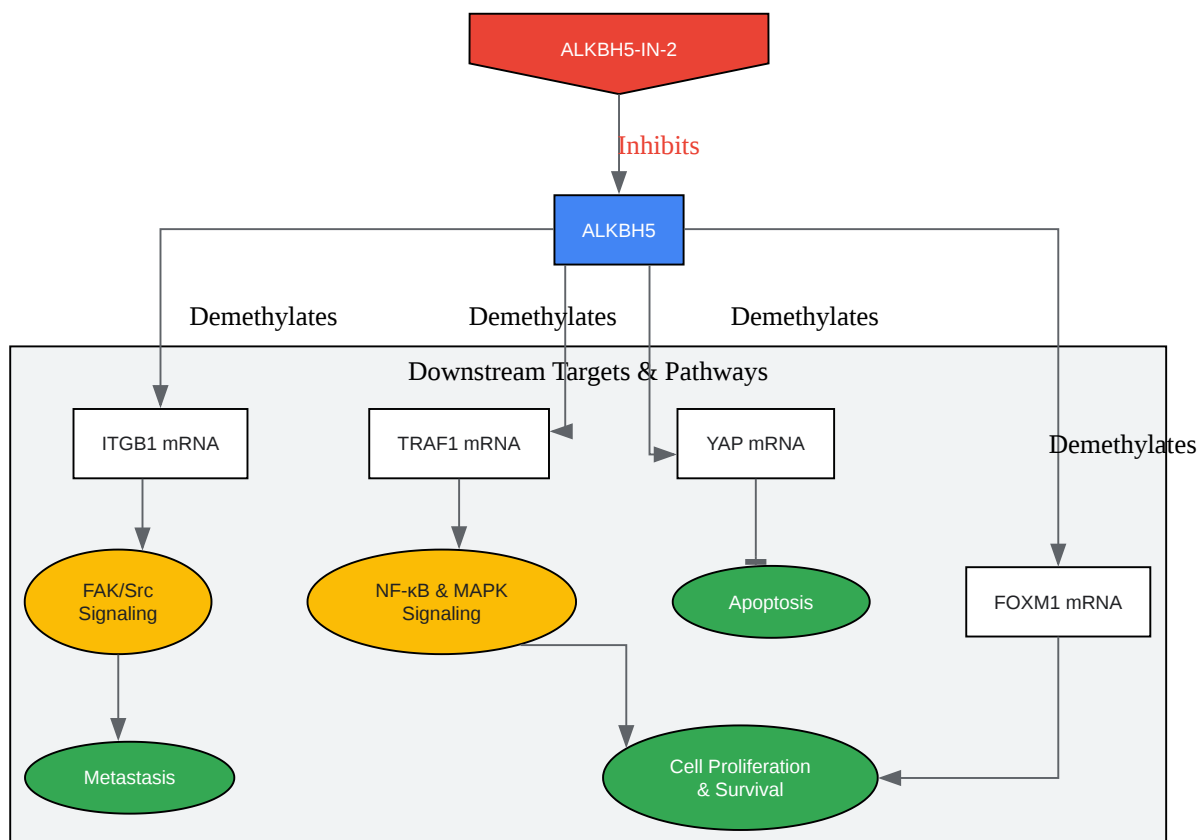 ALKBH5-IN-2
Inhibits
ALKBH5
Demethylates
Demethylates
Demethylates
Downstream Targets & Pathways
ITGB1 mRNA
TRAF1 mRNA
YAP mRNA
Demethylates
FAK/Src
Signaling
NF-κB & MAPK
Signaling
Apoptosis
FOXM1 mRNA
Metastasis
Cell Proliferation
& Survival